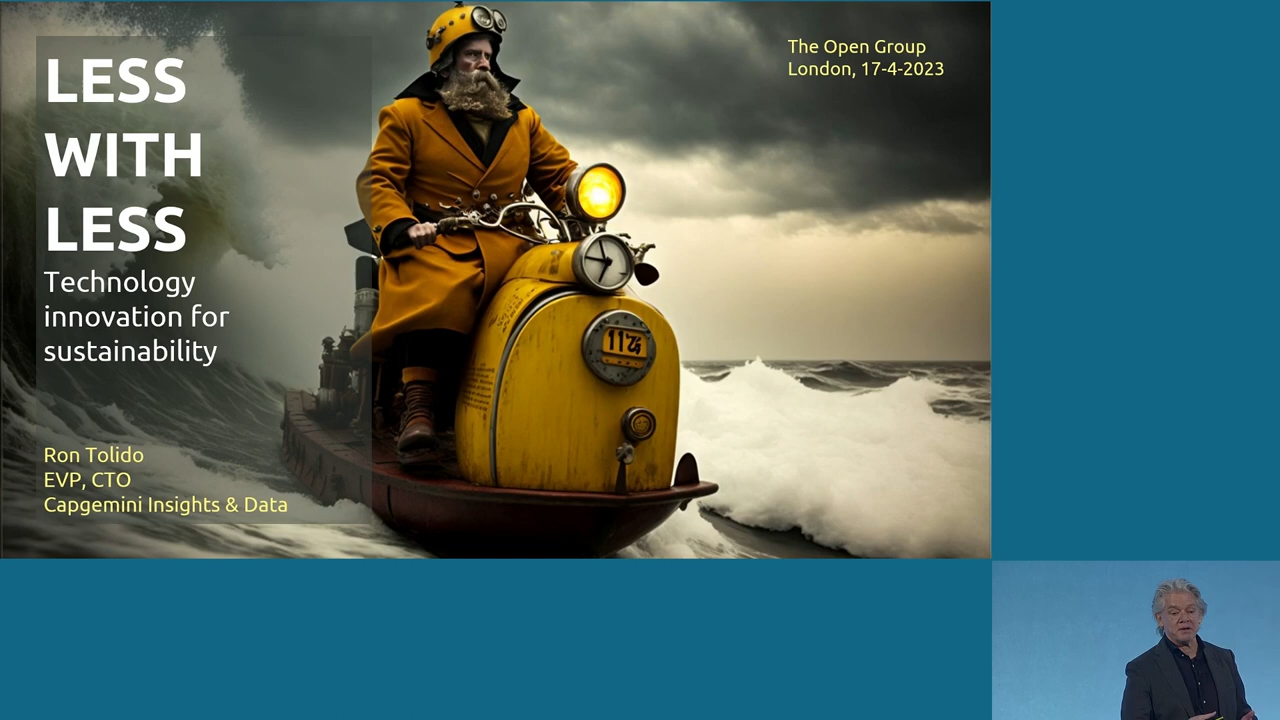 LESS
WITH
LESS
Technology
innovation for
sustainability
Ron Tolido
EVP, CTO
Capgemini Insights & Data
The Open Group
London, 17-4-2023